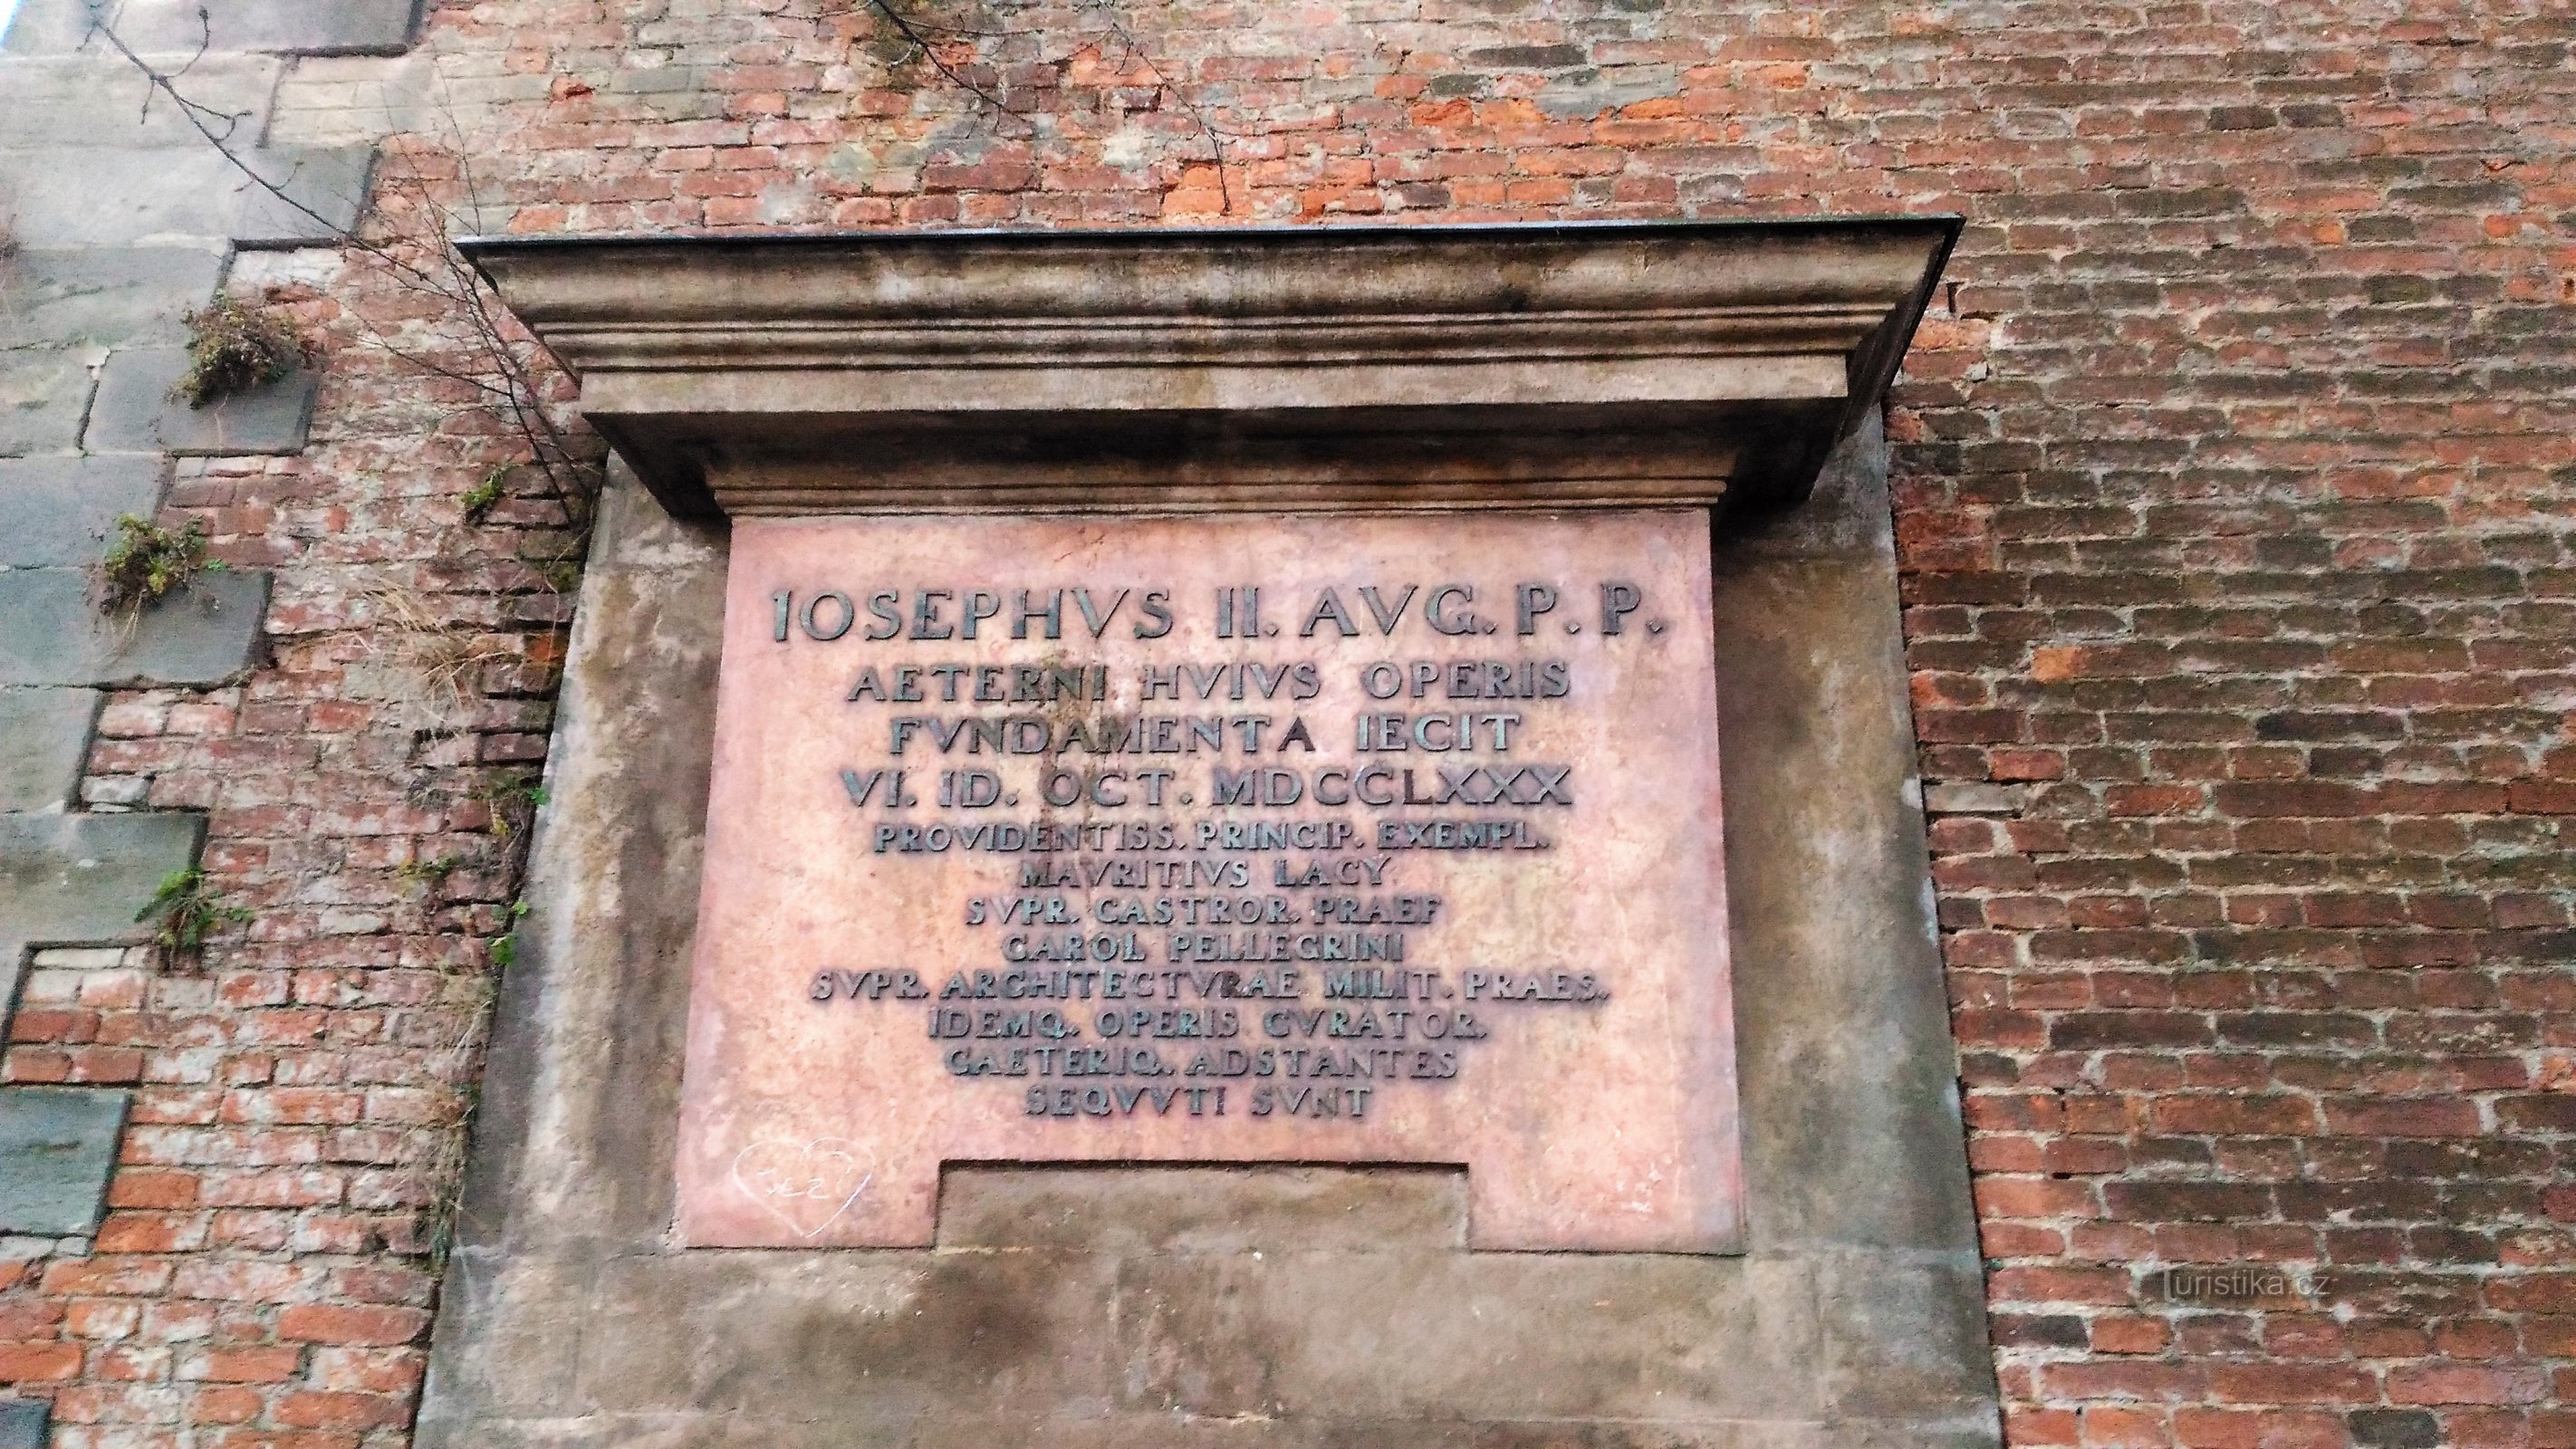 IOSEPHVS II. AVG. P. P.
AETERNI HVIVS OPERIS
FVNDAMENTA IECIT
VI. ID. OCT. MDCCLXXX
PROVIDENTISS. PRINCIP. EXEMPL.
MAVRITIVS LACY
SVPR. CASTROR. PRAEF
CAROL PELLEGRINI
SVPR. ARCHITECTVRAE MILIT. PRAES.
IDEMQ. OPERIS CVRATOR.
CAETERIQ. ADSTANTES
SEQVVTI SVNT
Turistika.cz